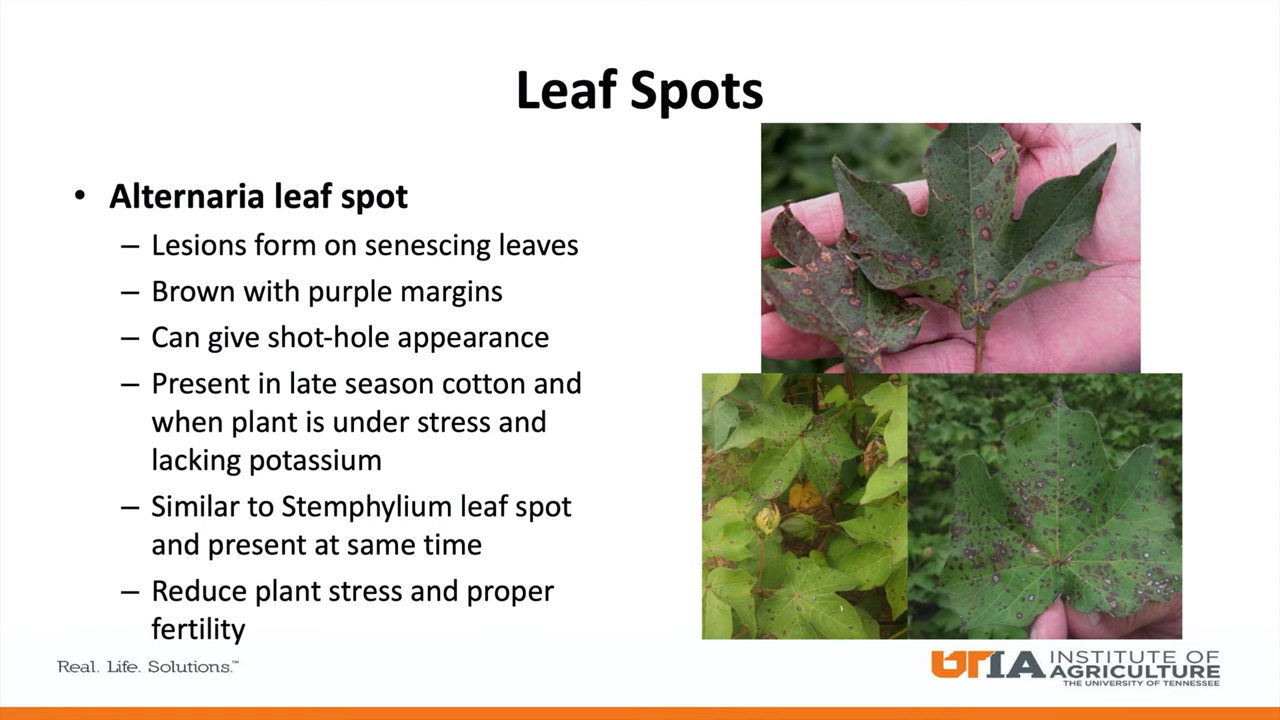 Leaf Spots
• Alternaria leaf spot
– Lesions form on senescing leaves
– Brown with purple margins
– Can give shot-hole appearance
– Present in late season cotton and
when plant is under stress and
lacking potassium
– Similar to Stemphylium leaf spot
and present at same time
– Reduce plant stress and proper
fertility
Real. Life. Solutions.™
UTIA INSTITUTE OF
AGRICULTURE
THE UNIVERSITY OF TENNESSEE